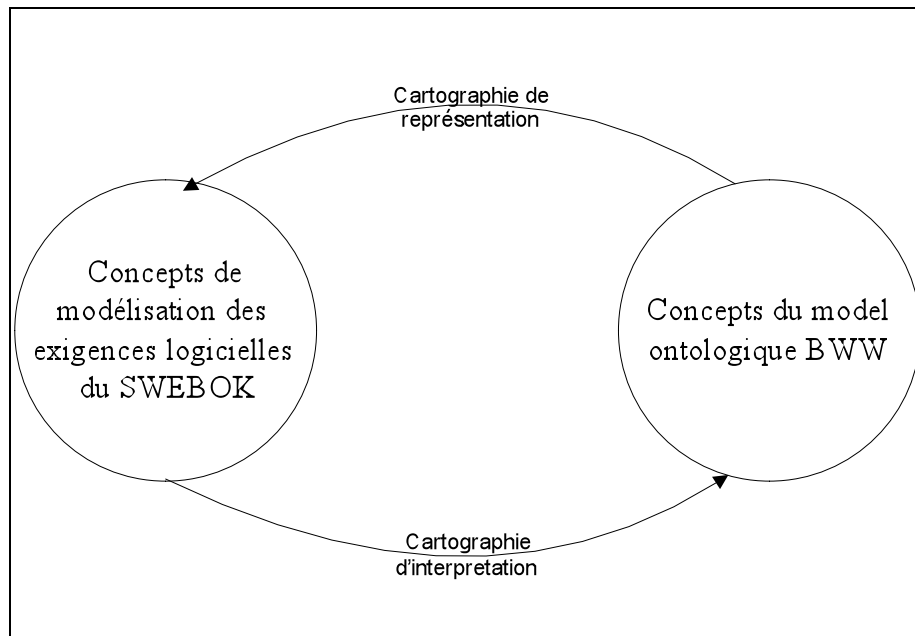 Cartographie de
représentation
Concepts de
modélisation des
exigences logicielles
du SWEBOK
Concepts du model
ontologique BWW
Cartographie
d'interpretation